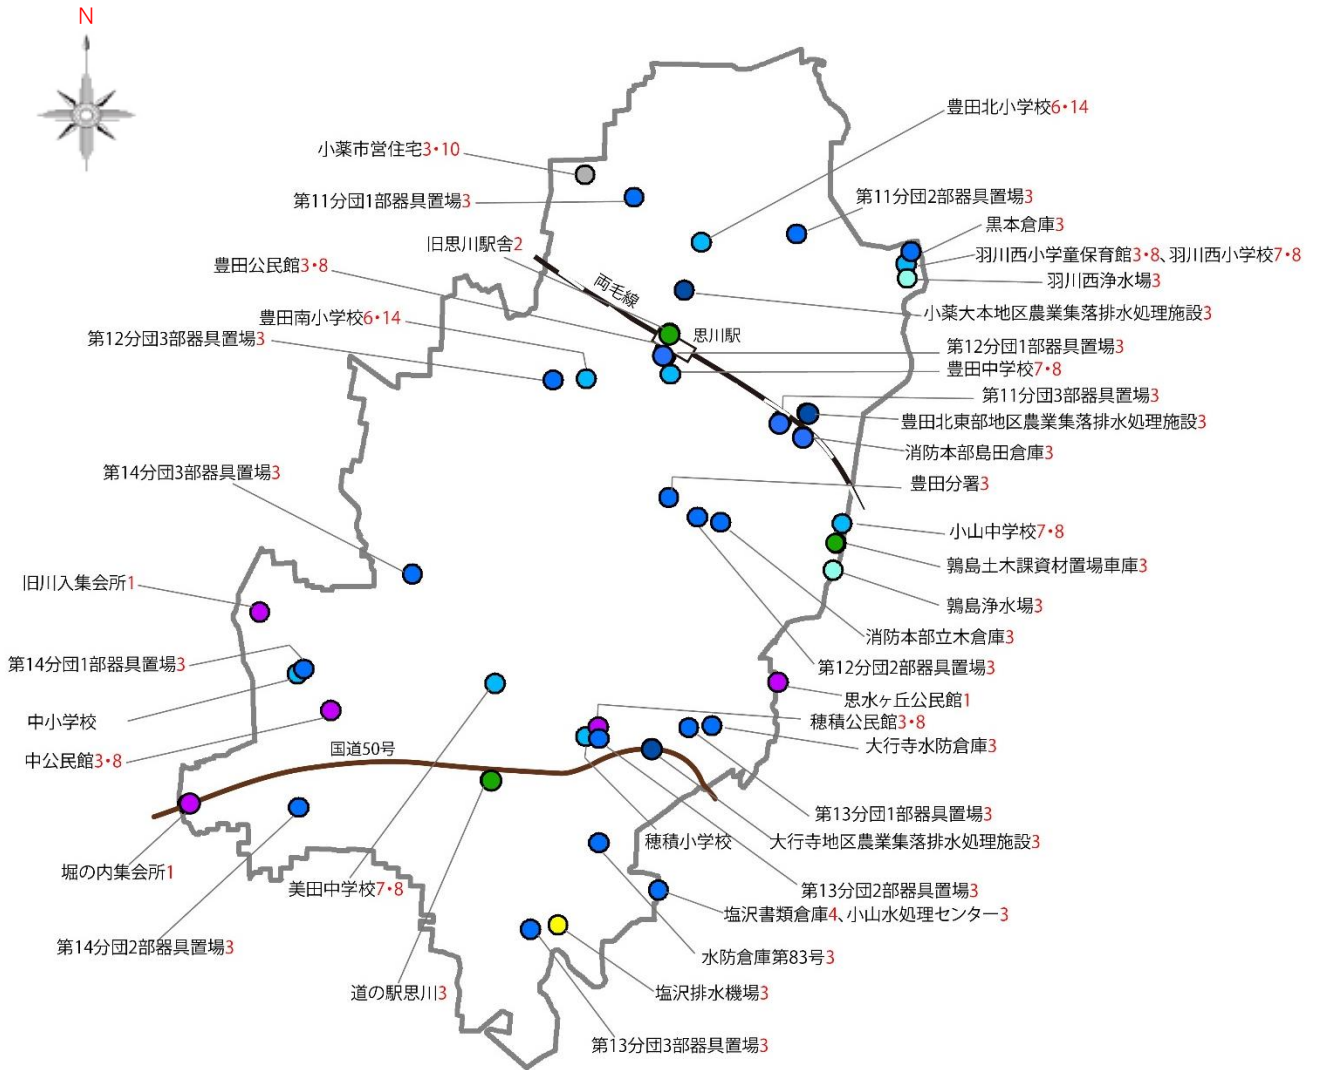 N
豊田北小学校6・14
小薬市営住宅3・10
第11分団1部器具置場3
第11分団2部器具置場3
黒本倉庫3
旧思川駅舎2
羽川西小学童保育館3・8、羽川西小学校7・8
豊田公民館3・8
羽川西浄水場3
両毛線
豊田南小学校6・14
小薬大本地区農業集落排水処理施設3
第12分団3部器具置場3
思川駅
第12分団1部器具置場3
豊田中学校7・8
第11分団3部器具置場3
豊田北東部地区農業集落排水処理施設3
消防本部島田倉庫3
第14分団3部器具置場3
豊田分署3
小山中学校7・8
鶉島土木課資材置場車庫3
旧川入集会所1
鶉島浄水場3
消防本部立木倉庫3
第14分団1部器具置場3
第12分団2部器具置場3
思水ヶ丘公民館1
中小学校
穂積公民館3・8
国道50号
大行寺水防倉庫3
中公民館3・8
第13分団1部器具置場3
穂積小学校
大行寺地区農業集落排水処理施設3
堀の内集会所1
美田中学校7・8
第13分団2部器具置場3
塩沢書類倉庫4、小山水処理センター3
第14分団2部器具置場3
水防倉庫第83号3
道の駅思川3
塩沢排水機場3
第13分団3部器具置場3